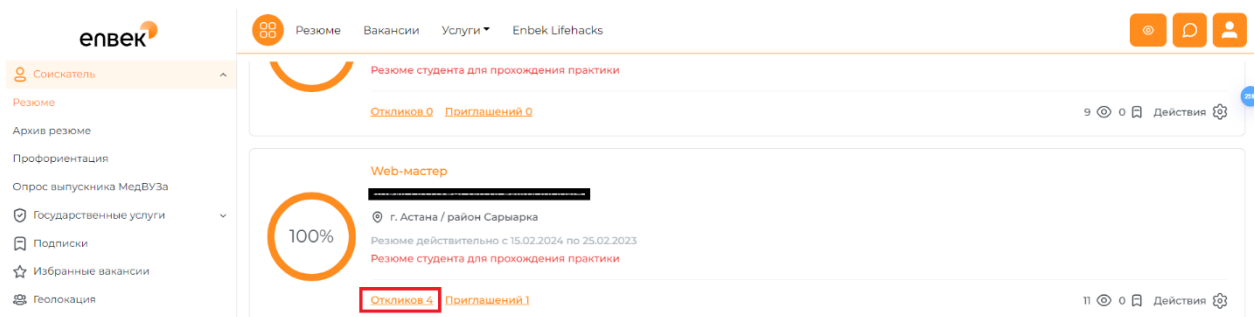 enbek
Резюме Вакансии Услуги Enbek Lifehacks
Соискатель
Резюме
Архив резюме
Профориентация
Опрос выпускника МедВУЗа
Государственные услуги
Подписки
Избранные вакансии
Геолокация
Резюме студента для прохождения практики
Откликов 0 Приглашений 0
9 0 Действия
Web-мастер
100%
г. Астана / район Сарыарка
Резюме действительно с 15.02.2024 по 25.02.2023
Резюме студента для прохождения практики
Откликов 4 Приглашений 1
11 0 Действия